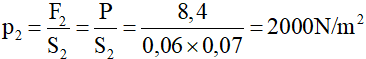 p₂ = F₂/S₂ = P/S₂ = 8,4/(0,06×0,07) = 2000N/m²